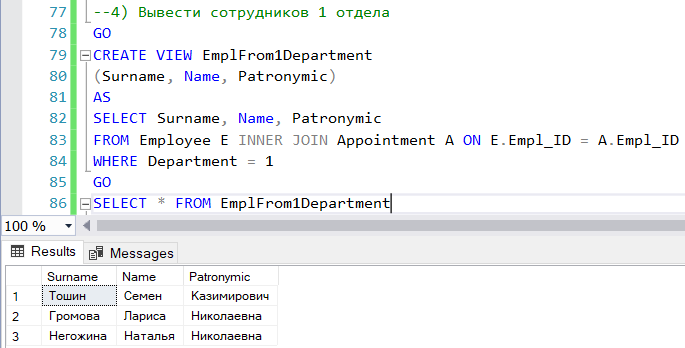 77 --4) Вывести сотрудников 1 отдела
78 GO
79 CREATE VIEW EmplFrom1Department
80 (Surname, Name, Patronymic)
81 AS
82 SELECT Surname, Name, Patronymic
83 FROM Employee E INNER JOIN Appointment A ON E.Empl_ID = A.Empl_ID
84 WHERE Department = 1
85 GO
86 SELECT * FROM EmplFrom1Department
100 %
Results Messages
Surname Name Patronymic
1 Тошин Семен Казимирович
2 Громова Лариса Николаевна
3 Негожина Наталья Николаевна